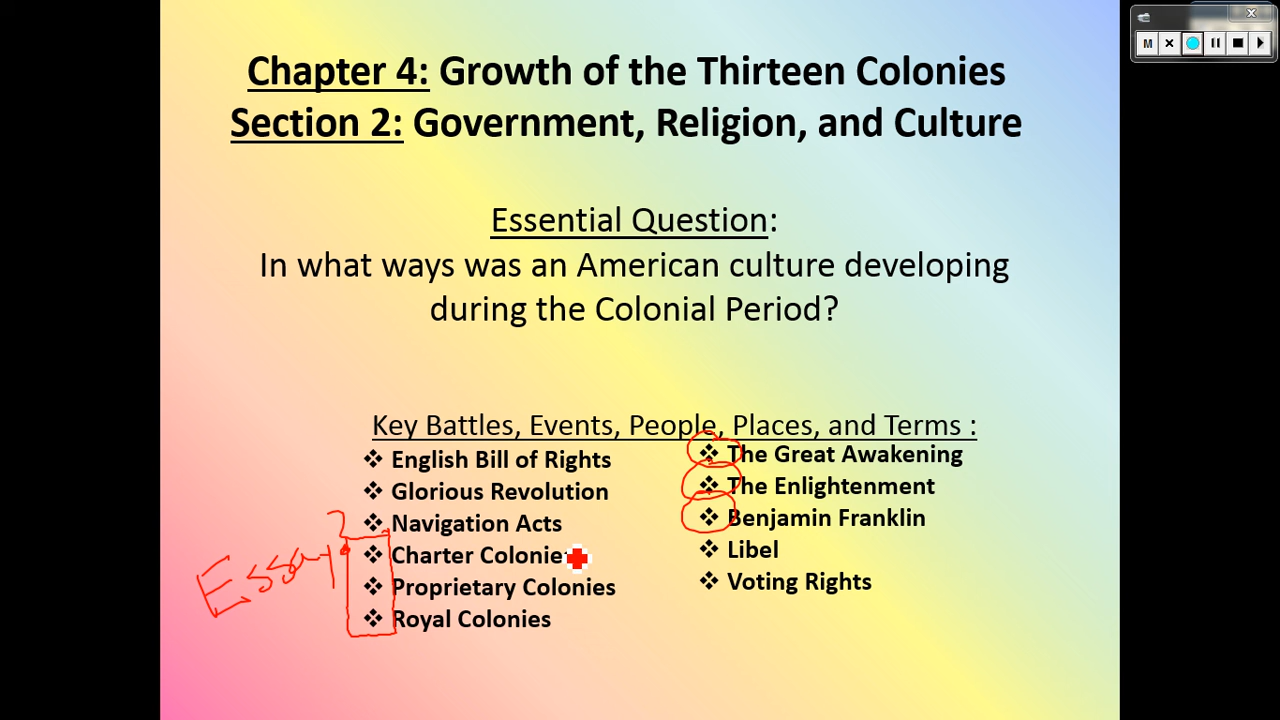 Chapter 4: Growth of the Thirteen Colonies
Section 2: Government, Religion, and Culture
Essential Question:
In what ways was an American culture developing
during the Colonial Period?
Key Battles, Events, People, Places, and Terms :
❖ English Bill of Rights
❖ Glorious Revolution
❖ Navigation Acts
❖ Charter Colonie
❖ Proprietary Colonies
❖ Royal Colonies
Essay?
❖ The Great Awakening
❖ The Enlightenment
❖ Benjamin Franklin
❖ Libel
❖ Voting Rights
M